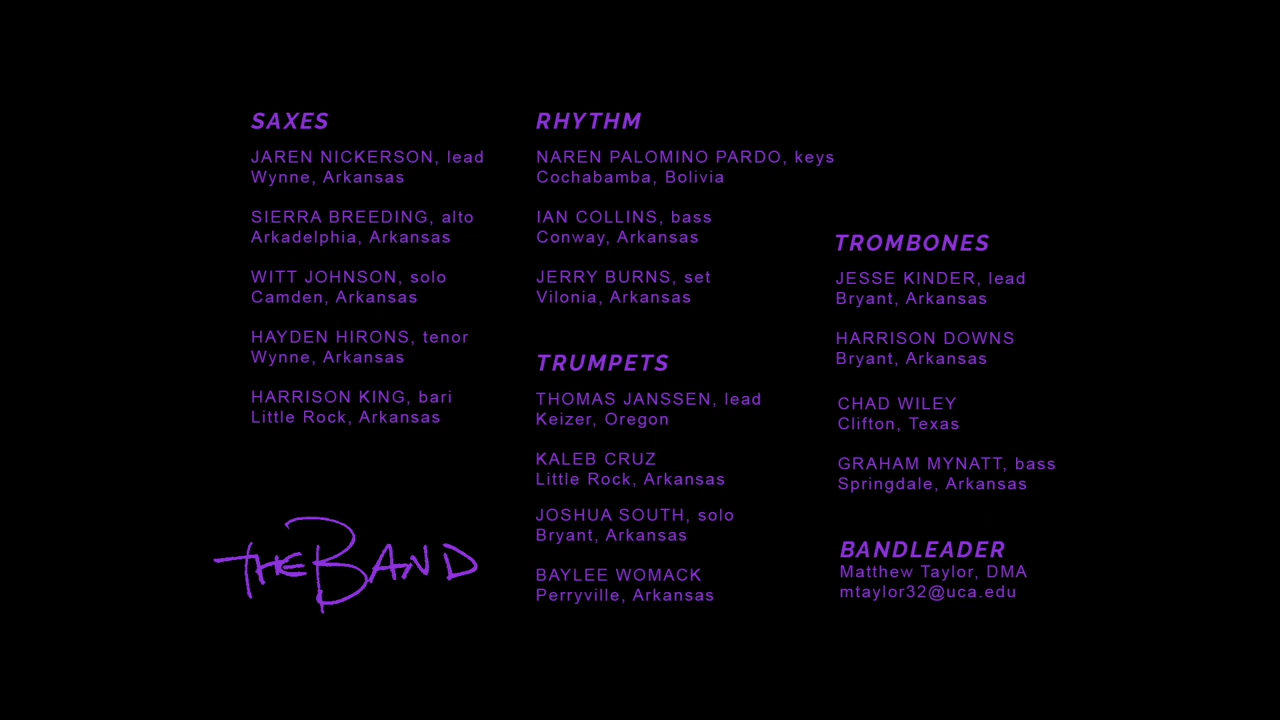 SAXES
JAREN NICKERSON, lead
Wynne, Arkansas
SIERRA BREEDING, alto
Arkadelphia, Arkansas
WITT JOHNSON, solo
Camden, Arkansas
HAYDEN HIRONS, tenor
Wynne, Arkansas
HARRISON KING, bari
Little Rock, Arkansas
THE BAND
RHYTHM
NAREN PALOMINO PARDO, keys
Cochabamba, Bolivia
IAN COLLINS, bass
Conway, Arkansas
JERRY BURNS, set
Vilonia, Arkansas
TRUMPETS
THOMAS JANSSEN, lead
Keizer, Oregon
KALEB CRUZ
Little Rock, Arkansas
JOSHUA SOUTH, solo
Bryant, Arkansas
BAYLEE WOMACK
Perryville, Arkansas
TROMBONES
JESSE KINDER, lead
Bryant, Arkansas
HARRISON DOWNS
Bryant, Arkansas
CHAD WILEY
Clifton, Texas
GRAHAM MYNATT, bass
Springdale, Arkansas
BANDLEADER
Matthew Taylor, DMA
mtaylor32@uca.edu